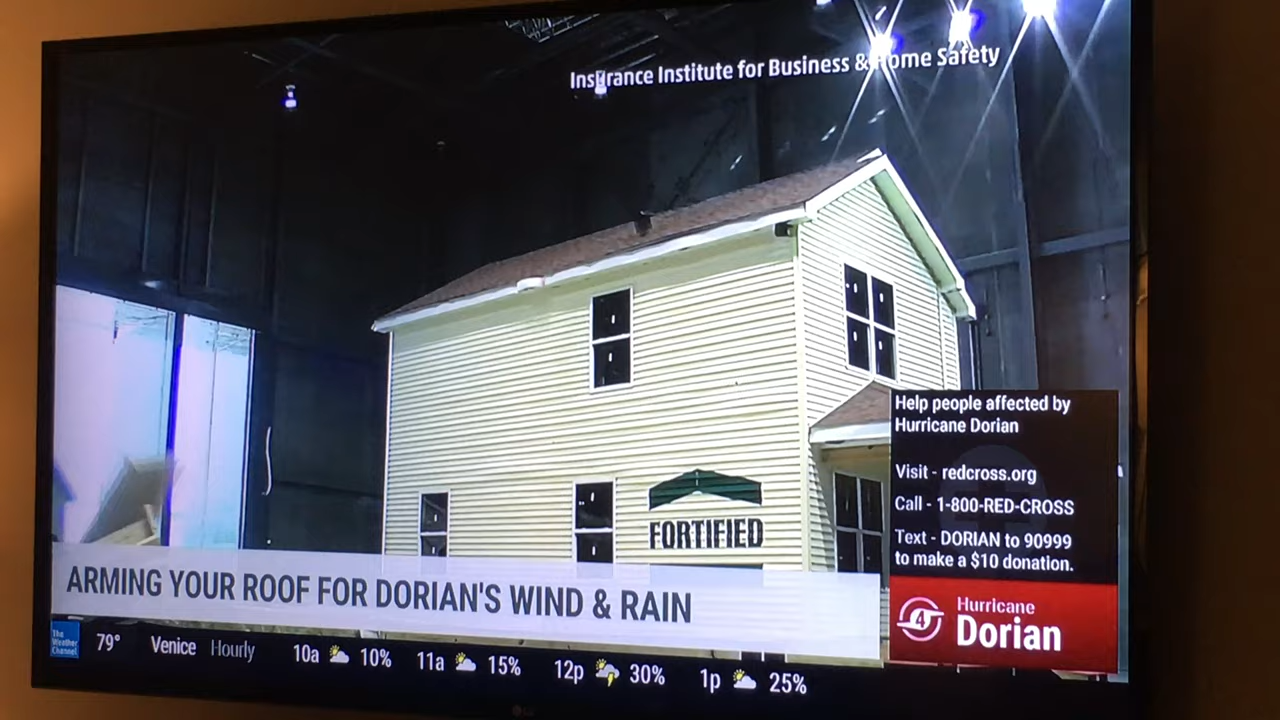 Insurance Institute for Business & Home Safety
FORTIFIED
Help people affected by
Hurricane Dorian
Visit - redcross.org
Call - 1-800-RED-CROSS
Text - DORIAN to 90999
to make a $10 donation.
ARMING YOUR ROOF FOR DORIAN'S WIND & RAIN
4
Hurricane
Dorian
The
Weather
Channel
79° Venice Hourly 10a 10% 11a 15% 12p 30% 1p 25%
LG